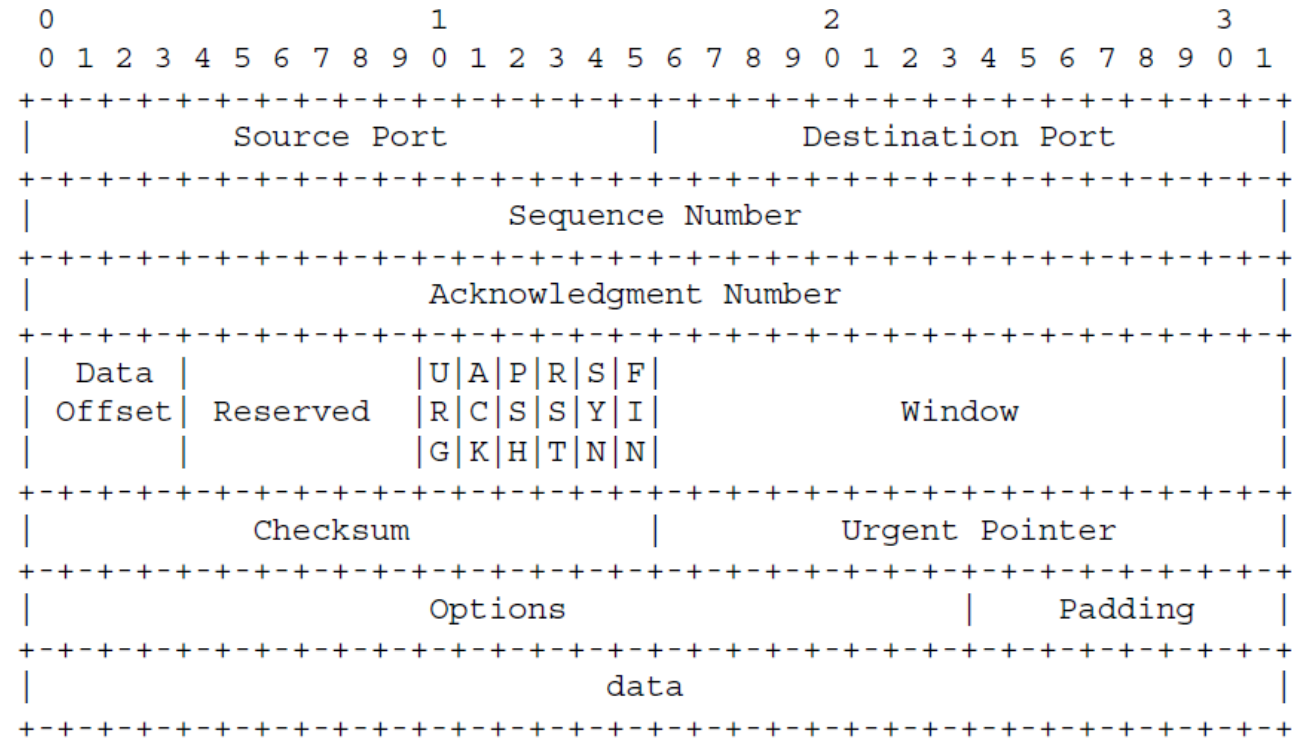 0                   1                   2                   3
 0 1 2 3 4 5 6 7 8 9 0 1 2 3 4 5 6 7 8 9 0 1 2 3 4 5 6 7 8 9 0 1
+-+-+-+-+-+-+-+-+-+-+-+-+-+-+-+-+-+-+-+-+-+-+-+-+-+-+-+-+-+-+-+-+
|          Source Port          |       Destination Port        |
+-+-+-+-+-+-+-+-+-+-+-+-+-+-+-+-+-+-+-+-+-+-+-+-+-+-+-+-+-+-+-+-+
|                        Sequence Number                        |
+-+-+-+-+-+-+-+-+-+-+-+-+-+-+-+-+-+-+-+-+-+-+-+-+-+-+-+-+-+-+-+-+
|                    Acknowledgment Number                      |
+-+-+-+-+-+-+-+-+-+-+-+-+-+-+-+-+-+-+-+-+-+-+-+-+-+-+-+-+-+-+-+-+
|  Data |           |U|A|P|R|S|F|                               |
| Offset| Reserved  |R|C|S|S|Y|I|            Window             |
|       |           |G|K|H|T|N|N|                               |
+-+-+-+-+-+-+-+-+-+-+-+-+-+-+-+-+-+-+-+-+-+-+-+-+-+-+-+-+-+-+-+-+
|           Checksum            |         Urgent Pointer        |
+-+-+-+-+-+-+-+-+-+-+-+-+-+-+-+-+-+-+-+-+-+-+-+-+-+-+-+-+-+-+-+-+
|                    Options                    |    Padding    |
+-+-+-+-+-+-+-+-+-+-+-+-+-+-+-+-+-+-+-+-+-+-+-+-+-+-+-+-+-+-+-+-+
|                             data                              |
+-+-+-+-+-+-+-+-+-+-+-+-+-+-+-+-+-+-+-+-+-+-+-+-+-+-+-+-+-+-+-+-+